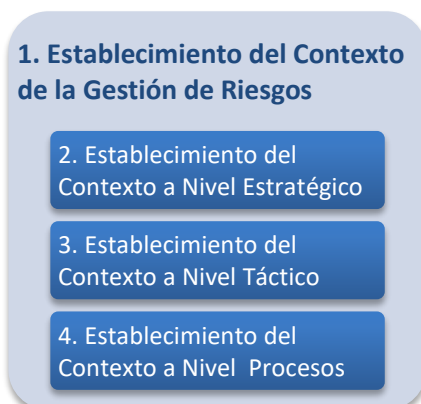 1. Establecimiento del Contexto
de la Gestión de Riesgos
2. Establecimiento del
Contexto a Nivel Estratégico
3. Establecimiento del
Contexto a Nivel Táctico
4. Establecimiento del
Contexto a Nivel  Procesos